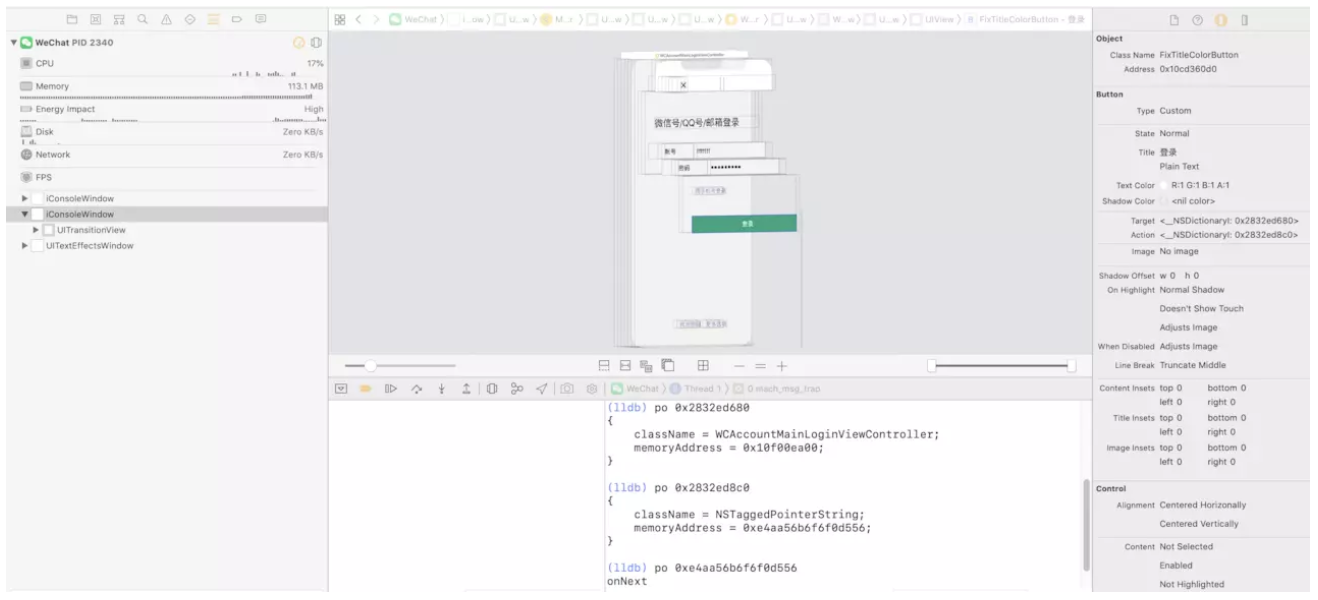 WeChat 〉 i...ow 〉 U...w 〉 M...r 〉 U...w 〉 U...w 〉 U...w 〉 W...r 〉 U...w 〉 W...w 〉 U...w 〉 UIView 〉 FixTitleColorButton - 登录
WeChat PID 2340
CPU 17%
Memory 113.1 MB
Energy Impact High
Disk Zero KB/s
Network Zero KB/s
FPS
iConsoleWindow
iConsoleWindow
UITransitionView
UITextEffectsWindow
WCAccountMainLoginViewController
微信号/QQ号/邮箱登录
账号
密码 •••••••••
登录
WeChat 〉 Thread 1 〉 0 mach_msg_trap
(lldb) po 0x2832ed680
{
className = WCAccountMainLoginViewController;
memoryAddress = 0x10f00ea00;
}
(lldb) po 0x2832ed8c0
{
className = NSTaggedPointerString;
memoryAddress = 0xe4aa56b6f6f0d556;
}
(lldb) po 0xe4aa56b6f6f0d556
onNext
Object
Class Name FixTitleColorButton
Address 0x10cd360d0
Button
Type Custom
State Normal
Title 登录
Plain Text
Text Color R:1 G:1 B:1 A:1
Shadow Color <nil color>
Target <__NSDictionaryI: 0x2832ed680>
Action <__NSDictionaryI: 0x2832ed8c0>
Image No image
Shadow Offset w 0 h 0
On Highlight Normal Shadow
Doesn't Show Touch
Adjusts Image
When Disabled Adjusts Image
Line Break Truncate Middle
Content Insets top 0 bottom 0
left 0 right 0
Title Insets top 0 bottom 0
left 0 right 0
Image Insets top 0 bottom 0
left 0 right 0
Control
Alignment Centered Horizonally
Centered Vertically
Content Not Selected
Enabled
Not Highlighted